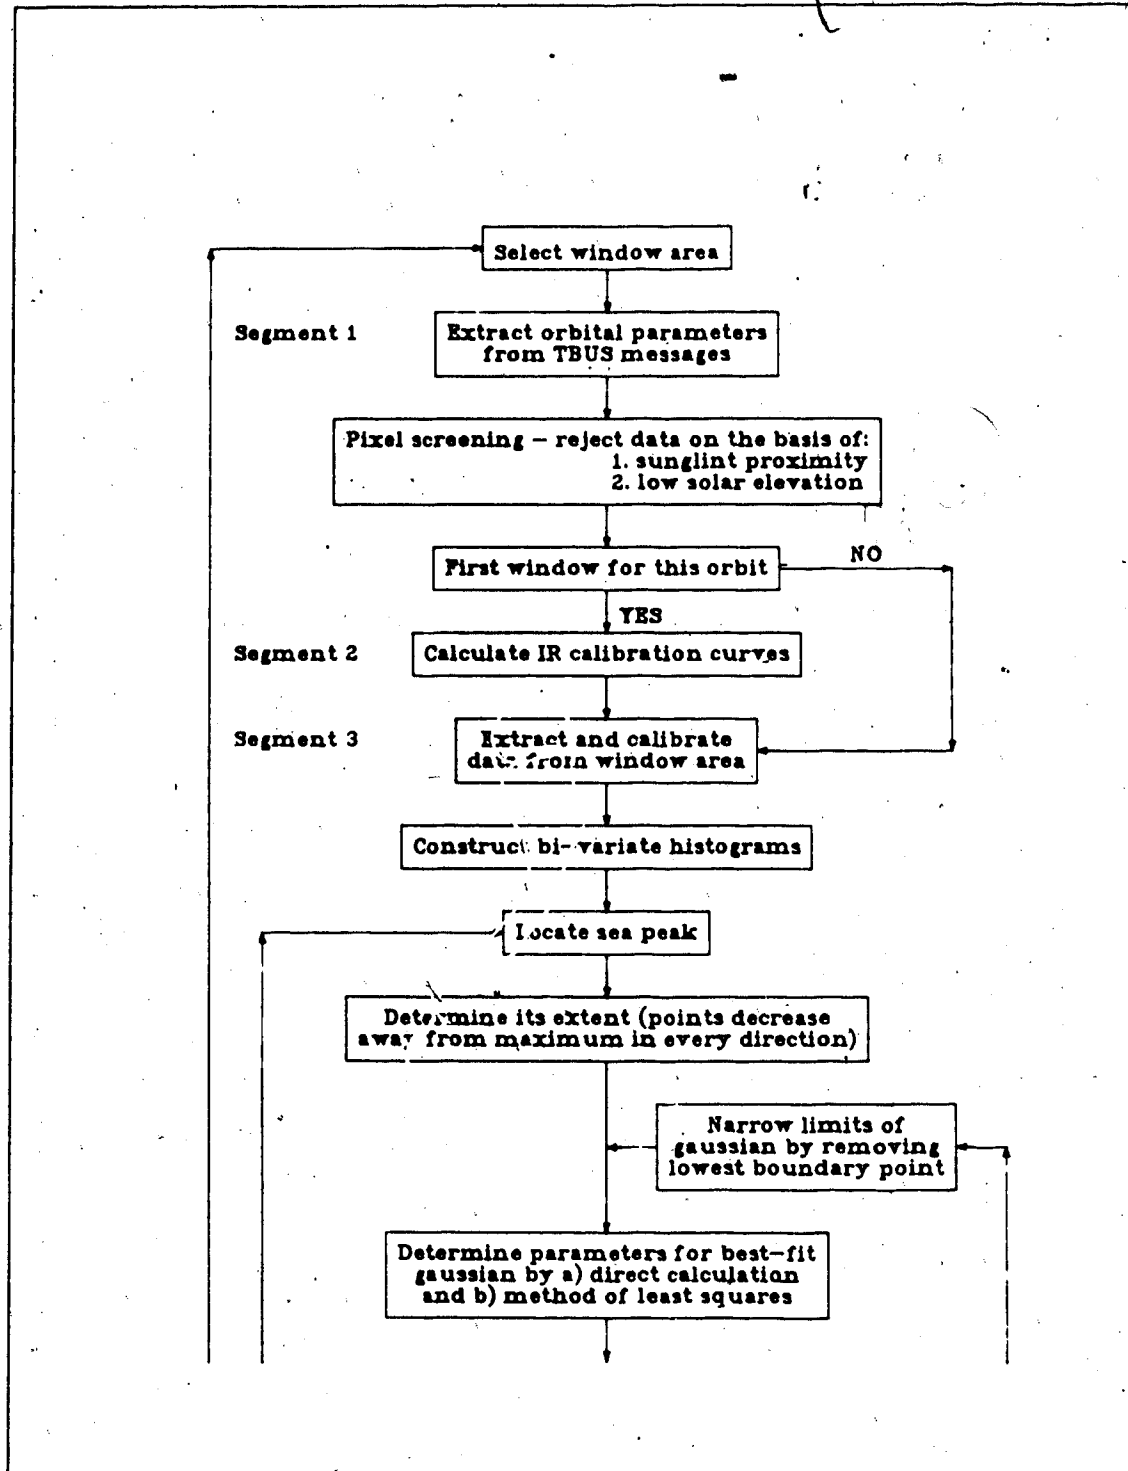 Select window area
Segment 1
Extract orbital parameters
from TBUS messages
Pixel screening – reject data on the basis of:
1. sunglint proximity
2. low solar elevation
First window for this orbit
NO
YES
Segment 2
Calculate IR calibration curves
Segment 3
Extract and calibrate
data from window area
Construct bi-variate histograms
Locate sea peak
Determine its extent (points decrease
away from maximum in every direction)
Narrow limits of
gaussian by removing
lowest boundary point
Determine parameters for best-fit
gaussian by a) direct calculation
and b) method of least squares